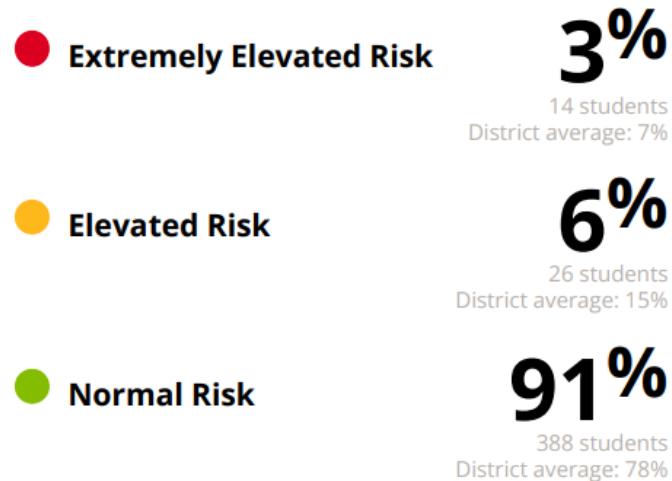 Extremely Elevated Risk
3%
14 students
District average: 7%
Elevated Risk
6%
26 students
District average: 15%
Normal Risk
91%
388 students
District average: 78%